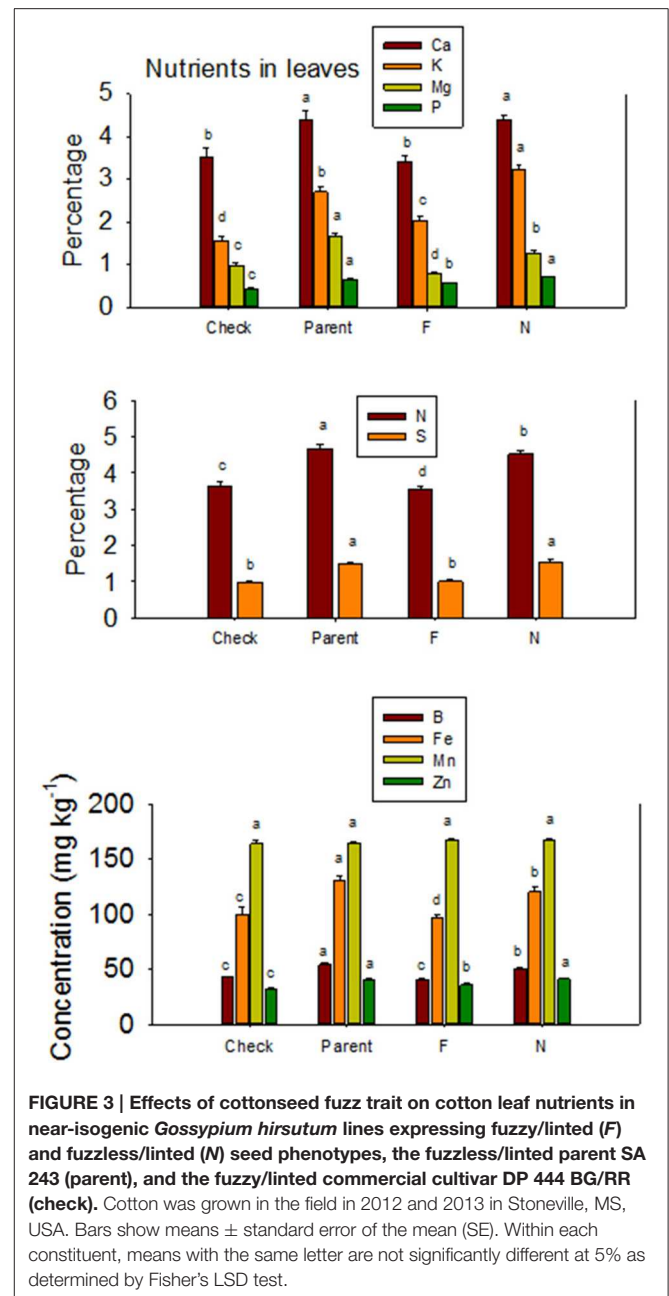 Nutrients in leaves
Ca
K
Mg
P
5
4
3
2
1
0
Percentage
b
d
c
c
a
b
a
a
b
c
d
b
a
a
b
a
Check
Parent
F
N
N
S
6
5
4
3
2
1
0
Percentage
c
b
a
a
d
b
b
a
Check
Parent
F
N
B
Fe
Mn
Zn
200
150
100
50
0
Concentration (mg kg-1)
c
c
a
c
a
a
a
a
c
d
a
b
b
b
a
a
Check
Parent
F
N
FIGURE 3 | Effects of cottonseed fuzz trait on cotton leaf nutrients in
near-isogenic Gossypium hirsutum lines expressing fuzzy/linted (F)
and fuzzless/linted (N) seed phenotypes, the fuzzless/linted parent SA
243 (parent), and the fuzzy/linted commercial cultivar DP 444 BG/RR
(check). Cotton was grown in the field in 2012 and 2013 in Stoneville, MS,
USA. Bars show means ± standard error of the mean (SE). Within each
constituent, means with the same letter are not significantly different at 5% as
determined by Fisher's LSD test.